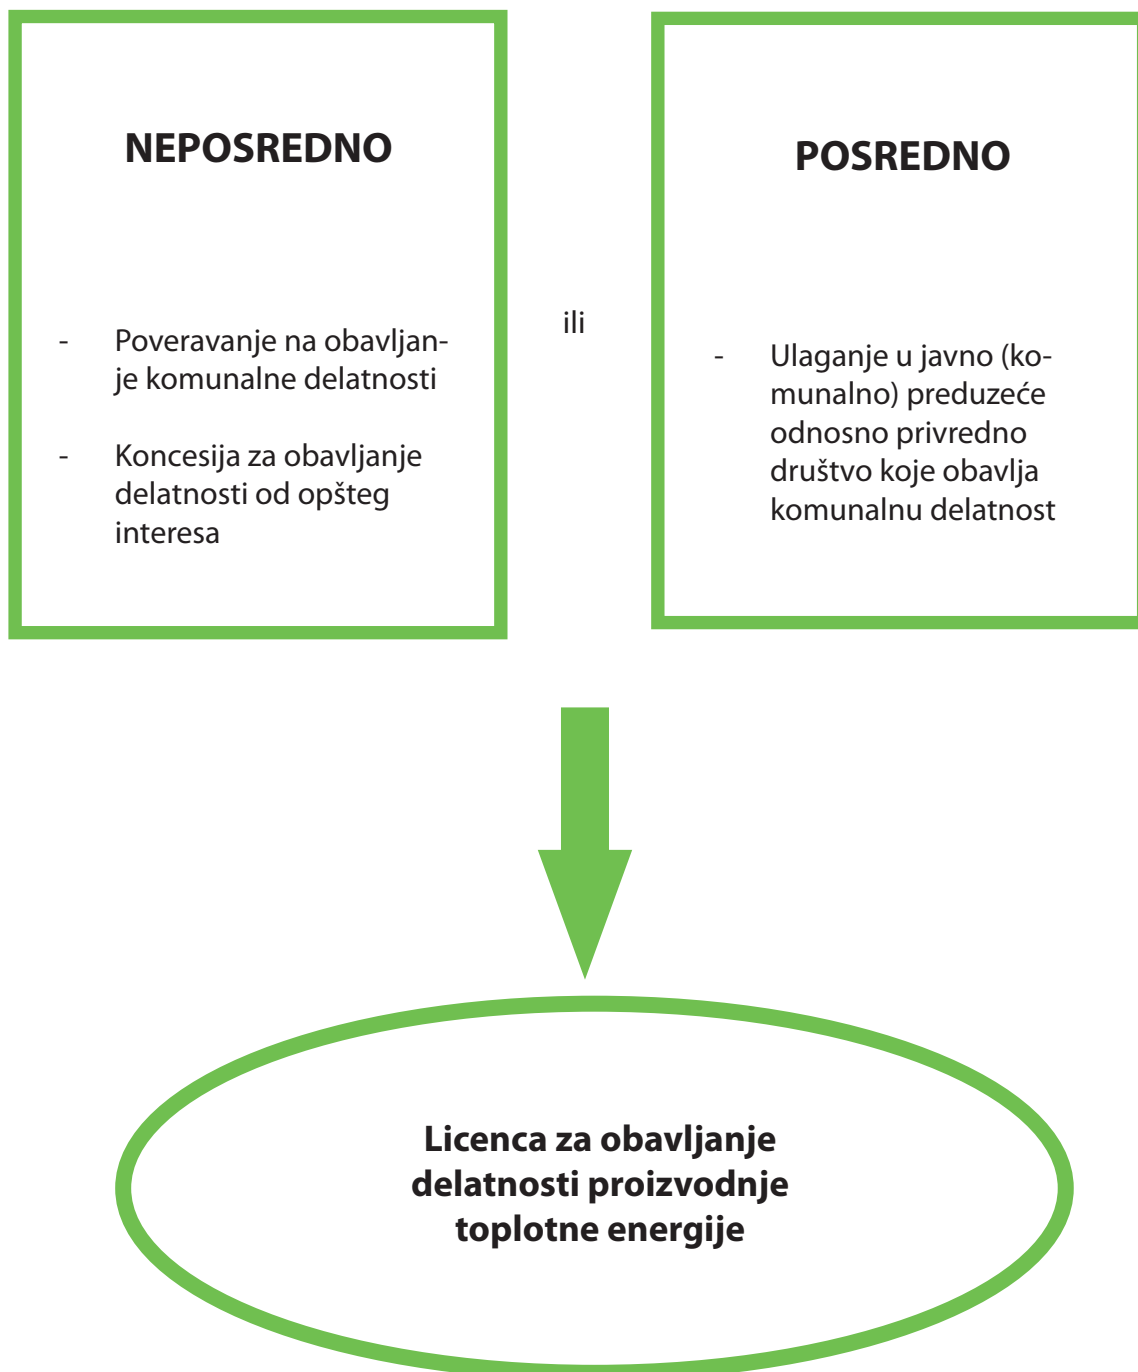 NEPOSREDNO
- Poveravanje na obavljan-
je komunalne delatnosti
- Koncesija za obavljanje
delatnosti od opšteg
interesa
ili
POSREDNO
- Ulaganje u javno (ko-
munalno) preduzeće
odnosno privredno
društvo koje obavlja
komunalnu delatnost
Licenca za obavljanje
delatnosti proizvodnje
toplotne energije